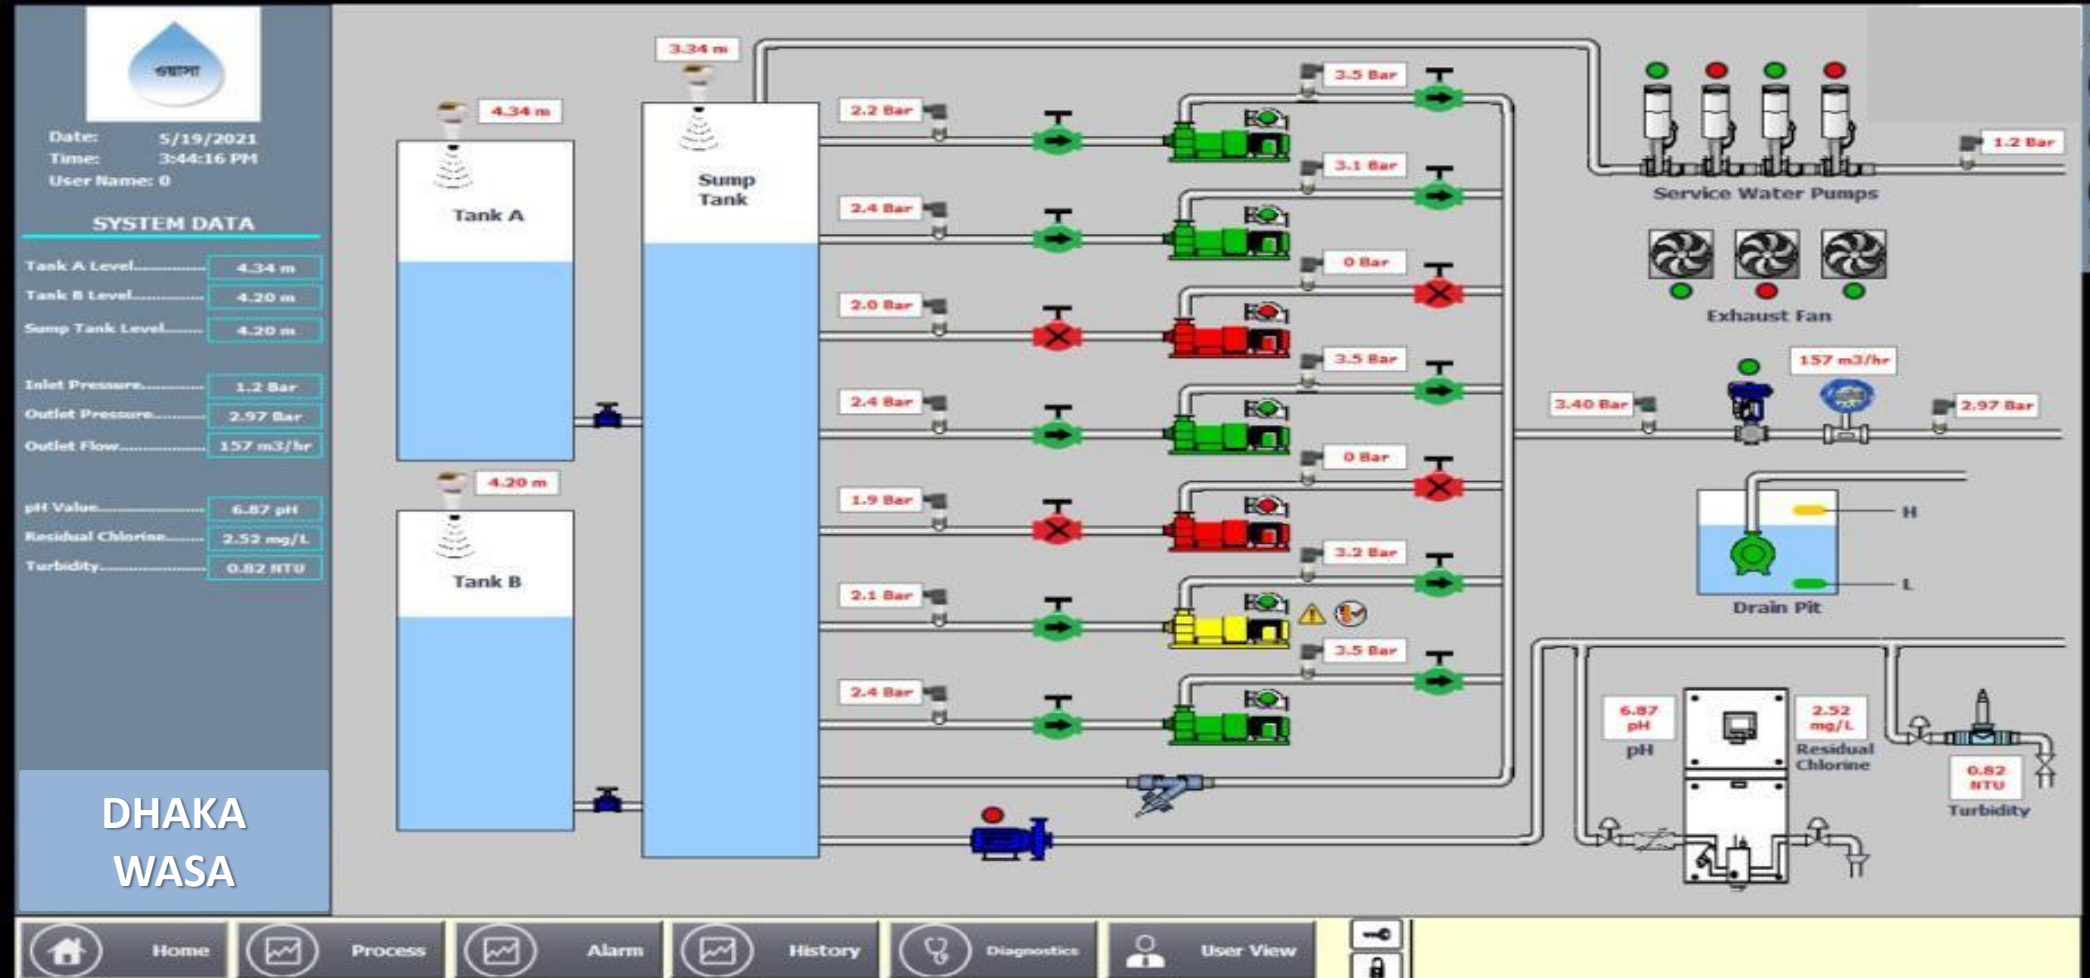 ওয়াসা
Date: 5/19/2021
Time: 3:44:16 PM
User Name: 0
SYSTEM DATA
Tank A Level............. 4.34 m
Tank B Level............. 4.20 m
Sump Tank Level....... 4.20 m
Inlet Pressure............ 1.2 Bar
Outlet Pressure.......... 2.97 Bar
Outlet Flow............... 157 m3/hr
pH Value.................. 6.87 pH
Residual Chlorine....... 2.52 mg/L
Turbidity.................... 0.82 NTU
DHAKA
WASA
4.34 m
Tank A
4.20 m
Tank B
3.34 m
Sump
Tank
2.2 Bar
3.5 Bar
2.4 Bar
3.1 Bar
2.0 Bar
0 Bar
2.4 Bar
3.5 Bar
1.9 Bar
0 Bar
2.1 Bar
3.2 Bar
2.4 Bar
3.5 Bar
1.2 Bar
Service Water Pumps
Exhaust Fan
157 m3/hr
3.40 Bar
2.97 Bar
H
L
Drain Pit
6.87
pH
pH
2.52
mg/L
Residual
Chlorine
0.82
NTU
Turbidity
Home
Process
Alarm
History
Diagnostics
User View